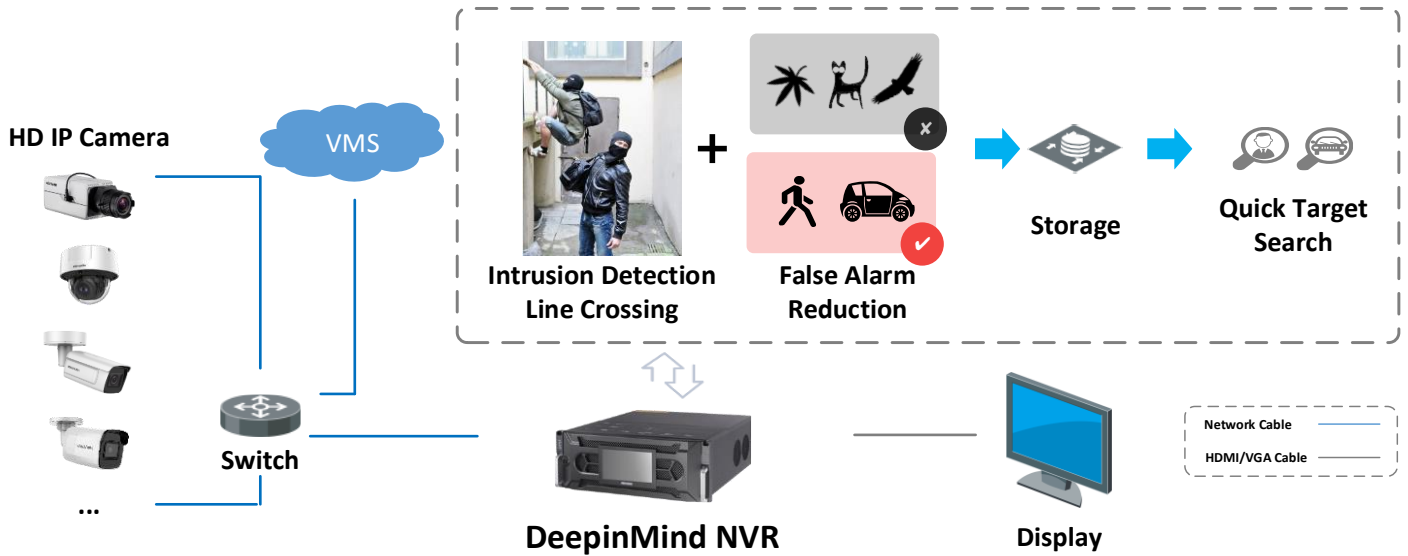 HD IP Camera
VMS
Intrusion Detection
Line Crossing
+
False Alarm
Reduction
Storage
Quick Target
Search
Switch
...
DeepinMind NVR
Display
Network Cable
HDMI/VGA Cable